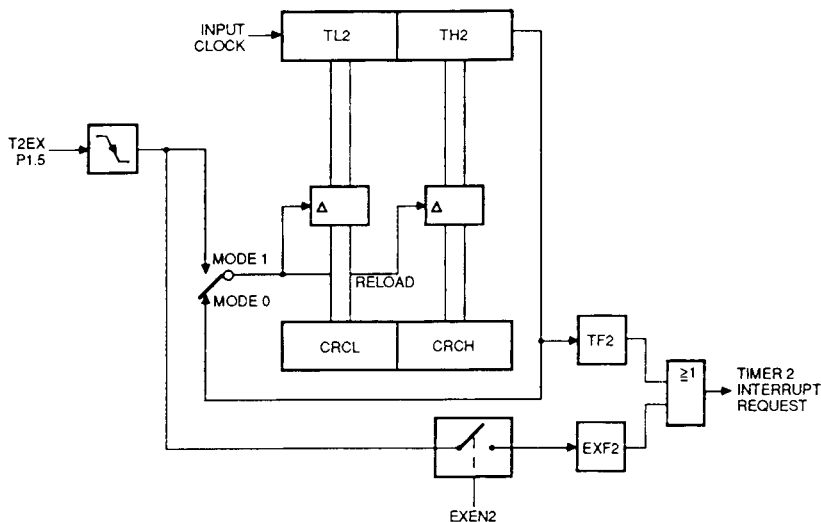 INPUT
CLOCK
TL2
TH2
T2EX
P1.5
Δ
Δ
MODE 1
RELOAD
MODE 0
CRCL
CRCH
TF2
≥1
TIMER 2
INTERRUPT
REQUEST
EXF2
EXEN2